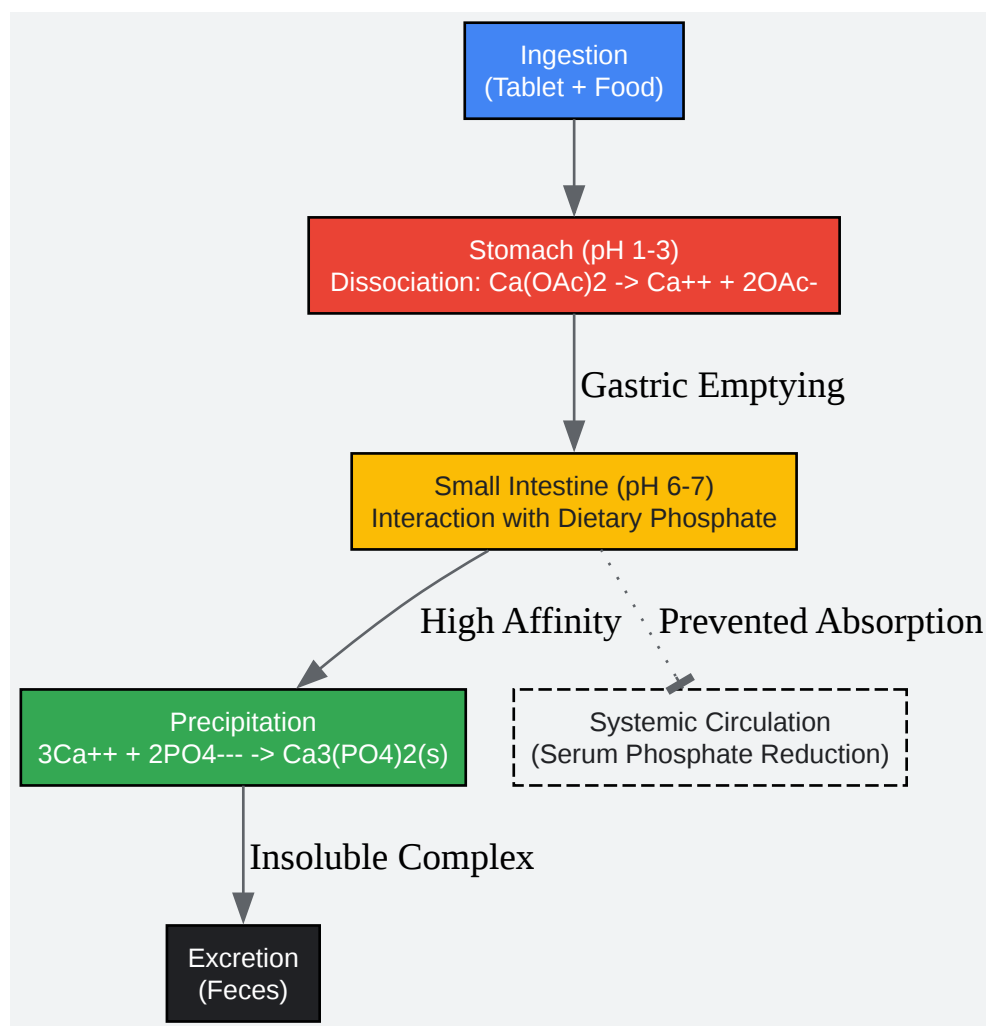 Ingestion
(Tablet + Food)
Stomach (pH 1-3)
Dissociation: Ca(OAc)2 -> Ca++ + 2OAc-
Gastric Emptying
Small Intestine (pH 6-7)
Interaction with Dietary Phosphate
High Affinity
Prevented Absorption
Precipitation
3Ca++ + 2PO4--- -> Ca3(PO4)2(s)
Systemic Circulation
(Serum Phosphate Reduction)
Insoluble Complex
Excretion
(Feces)